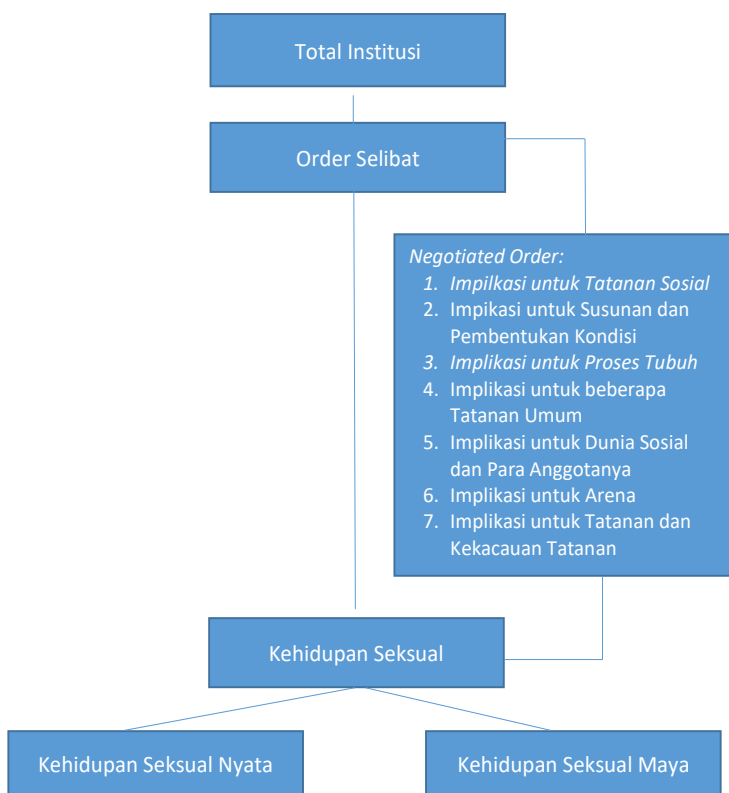 Total Institusi
Order Selibat
Negotiated Order:
1. Impilkasi untuk Tatanan Sosial
2. Impikasi untuk Susunan dan
Pembentukan Kondisi
3. Implikasi untuk Proses Tubuh
4. Implikasi untuk beberapa
Tatanan Umum
5. Implikasi untuk Dunia Sosial
dan Para Anggotanya
6. Implikasi untuk Arena
7. Implikasi untuk Tatanan dan
Kekacauan Tatanan
Kehidupan Seksual
Kehidupan Seksual Nyata
Kehidupan Seksual Maya